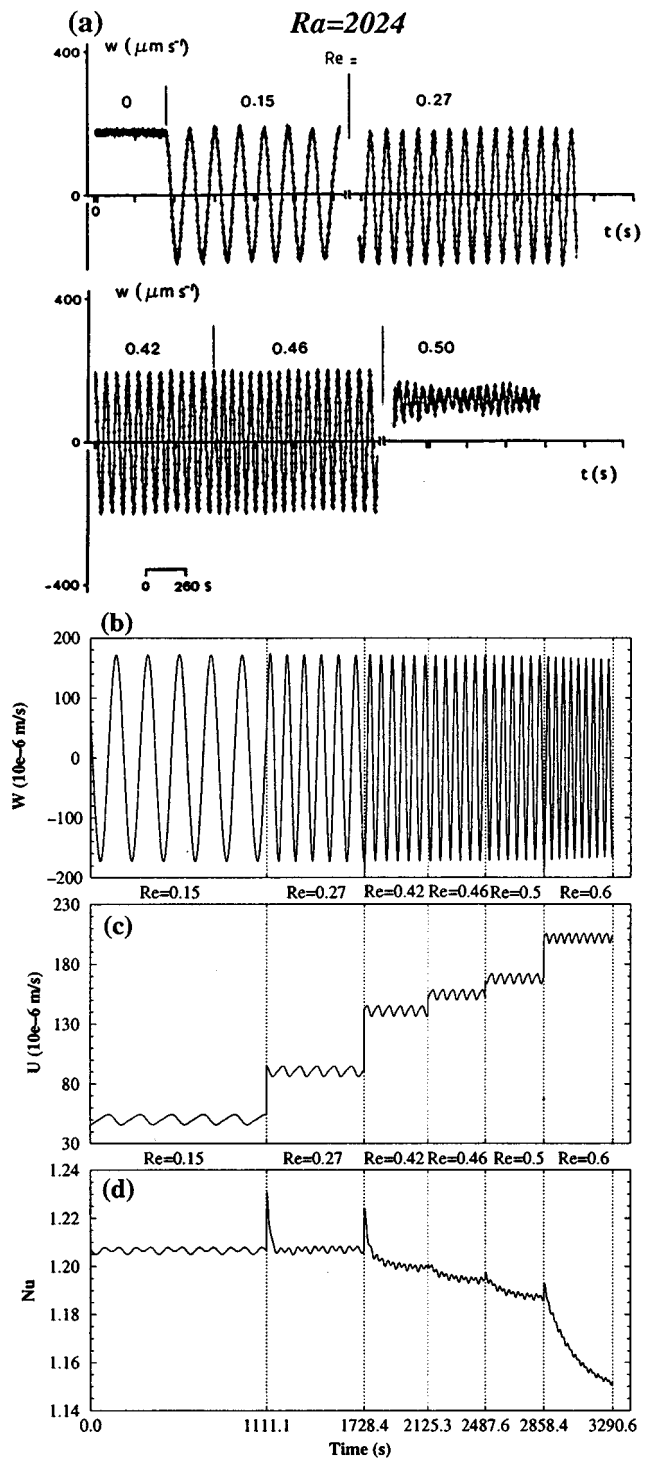 (a) Ra=2024
400 w (μm s⁻¹) Re =
0 0.15 0.27
0
0 t(s)
400 w (μm s⁻¹)
0.42 0.46 0.50
0
t(s)
-400 0 260 S
(b)
200
100
0
−100
−200
W (10e−6 m/s)
Re=0.15 Re=0.27 Re=0.42 Re=0.46 Re=0.5 Re=0.6
(c)
230
180
130
80
30
U (10e−6 m/s)
Re=0.15 Re=0.27 Re=0.42 Re=0.46 Re=0.5 Re=0.6
(d)
1.24
1.22
1.20
1.18
1.16
1.14
Nu
0.0 1111.1 1728.4 2125.3 2487.6 2858.4 3290.6
Time (s)